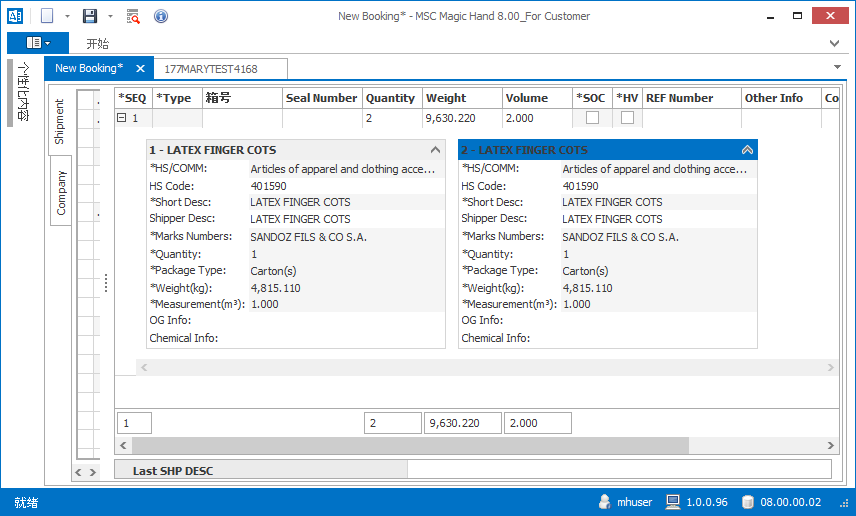 New Booking* - MSC Magic Hand 8.00_For Customer
开始
个性化内容
New Booking*
177MARYTEST4168
Shipment
Company
*SEQ *Type 箱号 Seal Number Quantity Weight Volume *SOC *HV REF Number Other Info Co
1 2 9,630.220 2.000
1 - LATEX FINGER COTS
*HS/COMM: Articles of apparel and clothing acce...
HS Code: 401590
*Short Desc: LATEX FINGER COTS
Shipper Desc: LATEX FINGER COTS
*Marks Numbers: SANDOZ FILS & CO S.A.
*Quantity: 1
*Package Type: Carton(s)
*Weight(kg): 4,815.110
*Measurement(m³): 1.000
OG Info:
Chemical Info:
2 - LATEX FINGER COTS
*HS/COMM: Articles of apparel and clothing acce...
HS Code: 401590
*Short Desc: LATEX FINGER COTS
Shipper Desc: LATEX FINGER COTS
*Marks Numbers: SANDOZ FILS & CO S.A.
*Quantity: 1
*Package Type: Carton(s)
*Weight(kg): 4,815.110
*Measurement(m³): 1.000
OG Info:
Chemical Info:
1 2 9,630.220 2.000
Last SHP DESC
就绪 mhuser 1.0.0.96 08.00.00.02